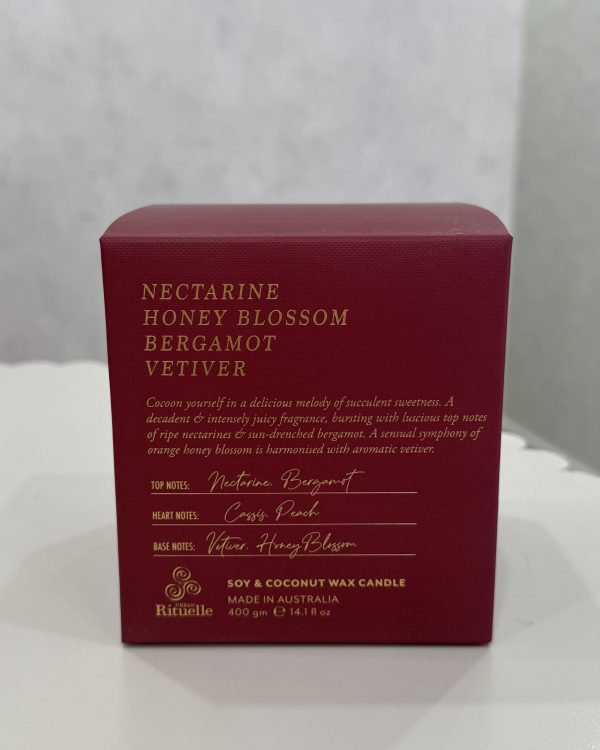 NECTARINE
HONEY BLOSSOM
BERGAMOT
VETIVER
Cocoon yourself in a delicious melody of succulent sweetness. A
decadent & intensely juicy fragrance, bursting with luscious top notes
of ripe nectarines & sun-drenched bergamot. A sensual symphony of
orange honey blossom is harmonised with aromatic vetiver.
TOP NOTES: Nectarine, Bergamot
HEART NOTES: Cassis, Peach
BASE NOTES: Vetiver, Honey Blossom
URBAN
Rituelle
SOY & COCONUT WAX CANDLE
MADE IN AUSTRALIA
400 gm ℮ 14.1 fl oz